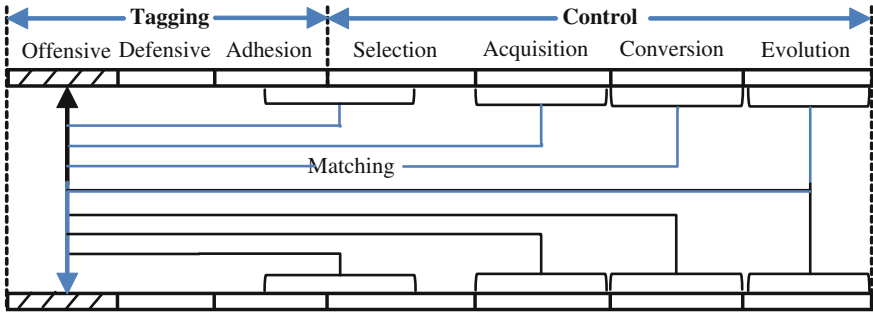 Tagging Control
Offensive Defensive Adhesion Selection Acquisition Conversion Evolution
Matching